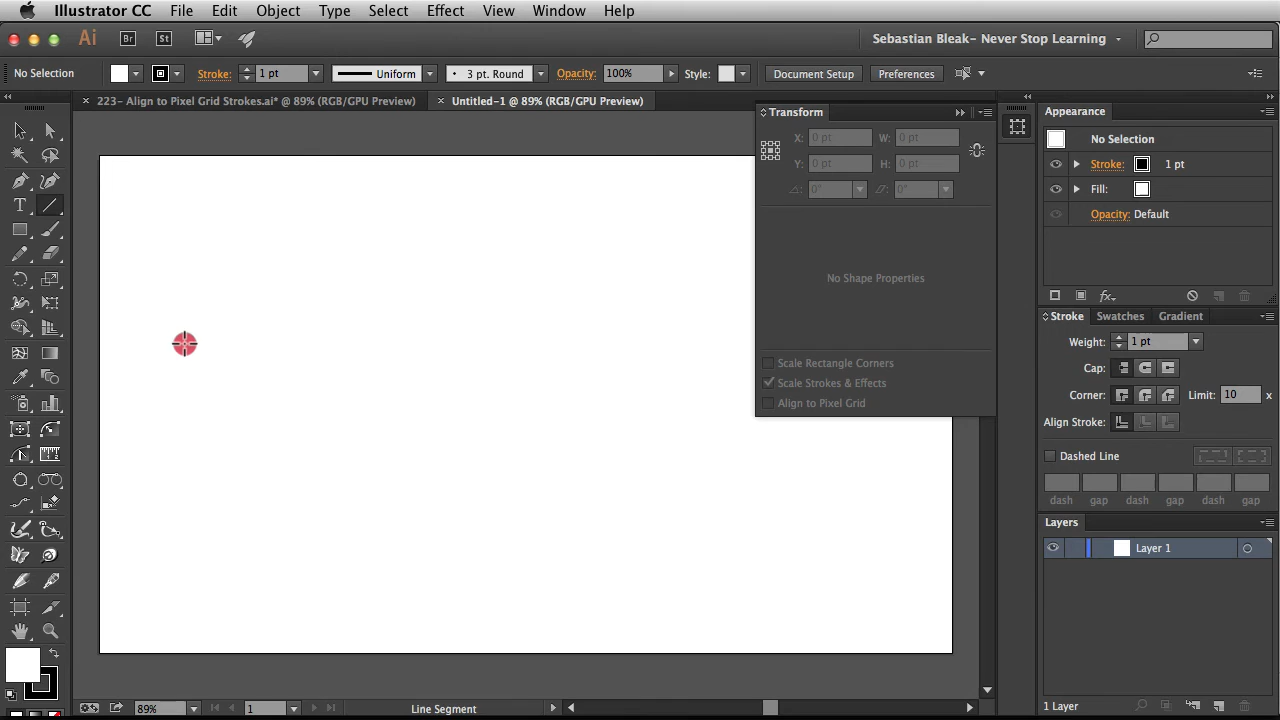 Illustrator CC File Edit Object Type Select Effect View Window Help
Ai Br St Sebastian Bleak- Never Stop Learning
No Selection Stroke: 1 pt Uniform 3 pt. Round Opacity: 100% Style: Document Setup Preferences
223- Align to Pixel Grid Strokes.ai* @ 89% (RGB/GPU Preview) Untitled-1 @ 89% (RGB/GPU Preview)
Transform
X: 0 pt W: 0 pt
Y: 0 pt H: 0 pt
0° 0°
No Shape Properties
Scale Rectangle Corners
Scale Strokes & Effects
Align to Pixel Grid
Appearance
No Selection
Stroke: 1 pt
Fill:
Opacity: Default
fx
Stroke Swatches Gradient
Weight: 1 pt
Cap:
Corner: Limit: 10 x
Align Stroke:
Dashed Line
dash gap dash gap dash gap
Layers
Layer 1
1 Layer
89% 1 Line Segment